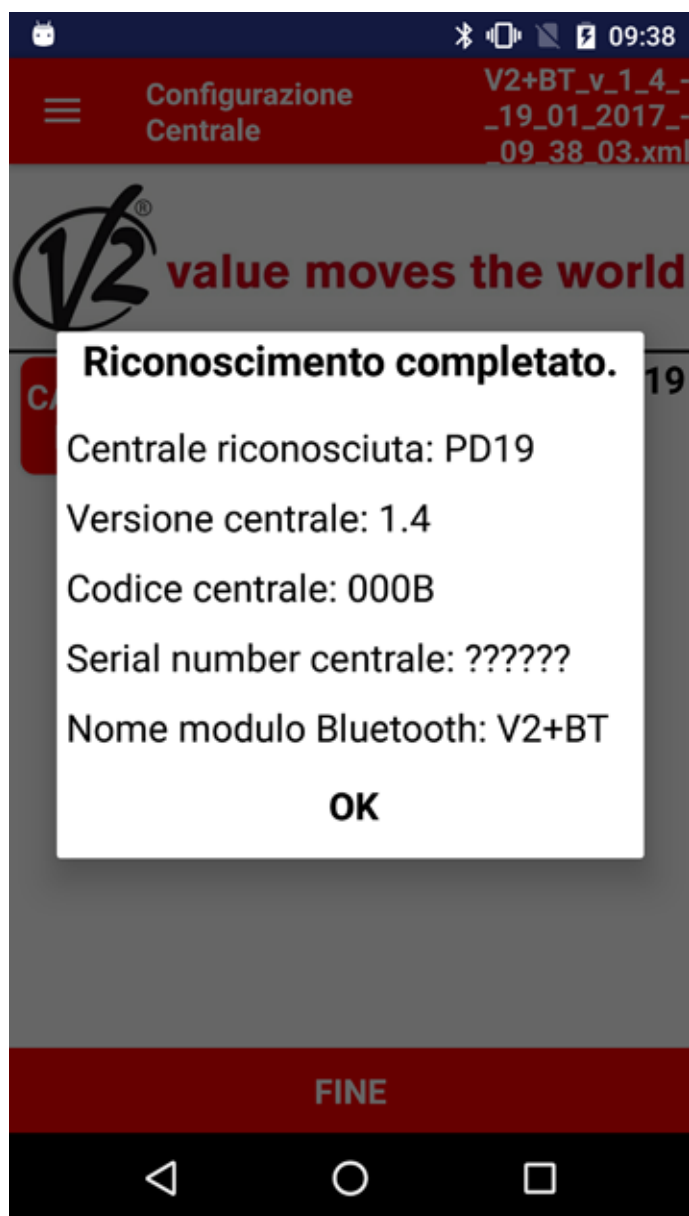 09:38
Configurazione
Centrale
V2+BT_v_1_4_-
_19_01_2017_-
_09_38_03.xml
V2®
value moves the world
Riconoscimento completato.
19
Centrale riconosciuta: PD19
Versione centrale: 1.4
Codice centrale: 000B
Serial number centrale: ??????
Nome modulo Bluetooth: V2+BT
OK
FINE